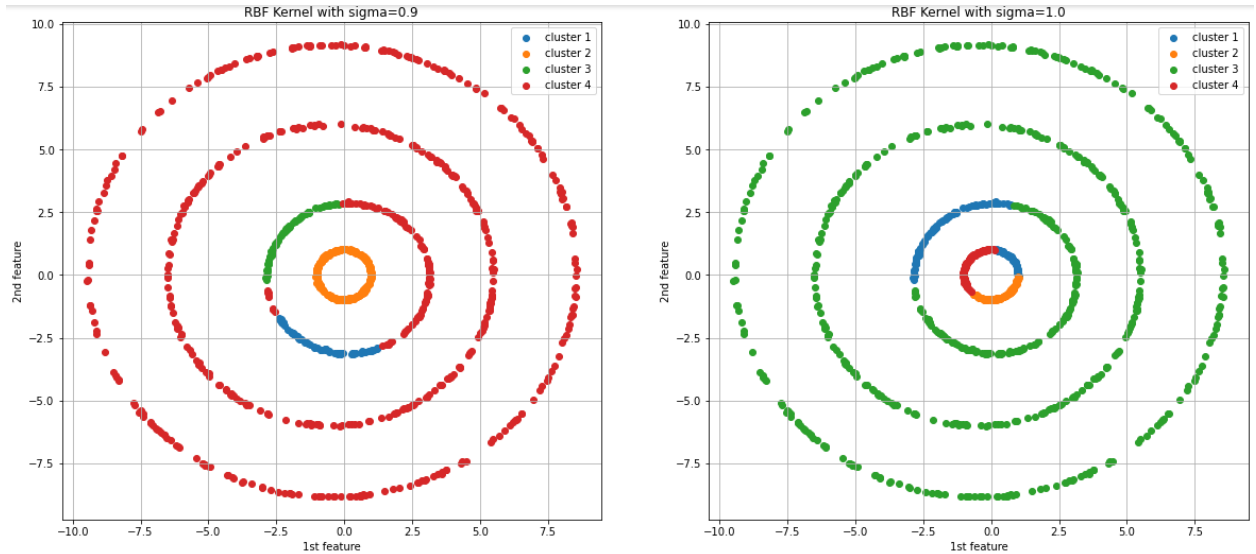 RBF Kernel with sigma=0.9
10.0
7.5
5.0
2.5
0.0
−2.5
−5.0
−7.5
2nd feature
cluster 1
cluster 2
cluster 3
cluster 4
−10.0 −7.5 −5.0 −2.5 0.0 2.5 5.0 7.5
1st feature
RBF Kernel with sigma=1.0
10.0
7.5
5.0
2.5
0.0
−2.5
−5.0
−7.5
2nd feature
cluster 1
cluster 2
cluster 3
cluster 4
−10.0 −7.5 −5.0 −2.5 0.0 2.5 5.0 7.5
1st feature